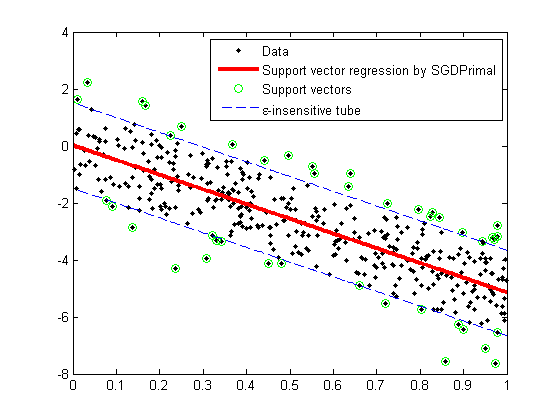 4
2
0
-2
-4
-6
-8
0 0.1 0.2 0.3 0.4 0.5 0.6 0.7 0.8 0.9 1
Data
Support vector regression by SGDPrimal
Support vectors
ε-insensitive tube